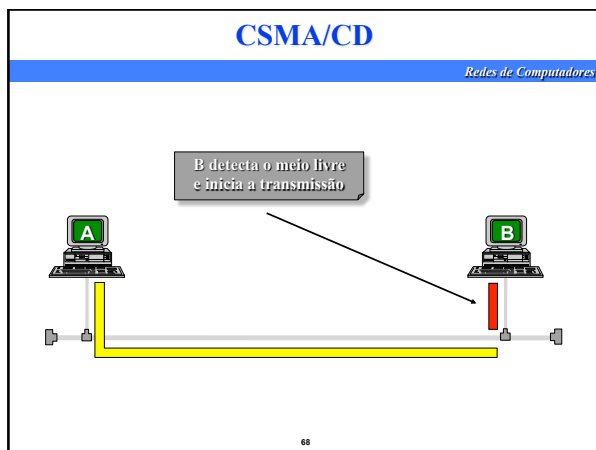 CSMA/CD
Redes de Computadores
B detecta o meio livre
e inicia a transmissão
A
B
68